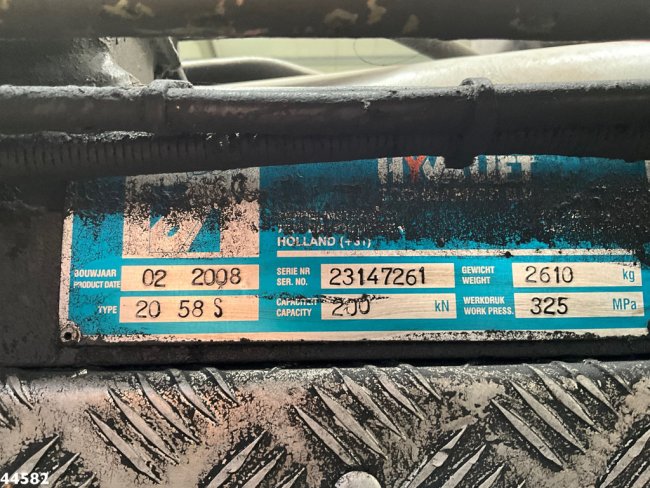 HYVALIFT
HOLLAND (+31)
BOUWJAAR PRODUCT DATE 02 2008 SERIE NR SER. NO. 23147261 GEWICHT WEIGHT 2610 kg
TYPE 20 58 S CAPACITEIT CAPACITY 200 kN WERKDRUK WORK PRESS. 325 MPa
44582